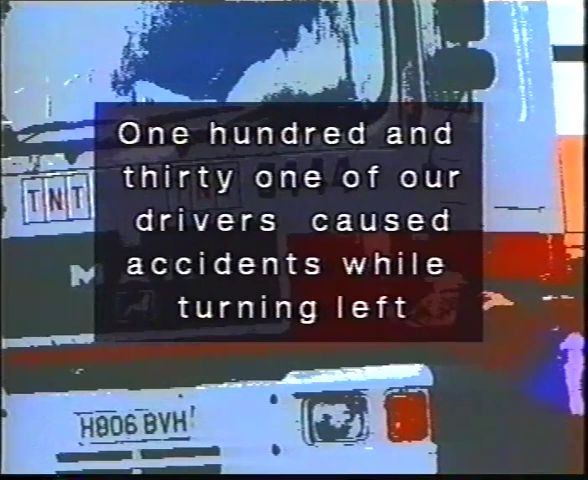 One hundred and
thirty one of our
drivers caused
accidents while
turning left
TNT
H806 BVH